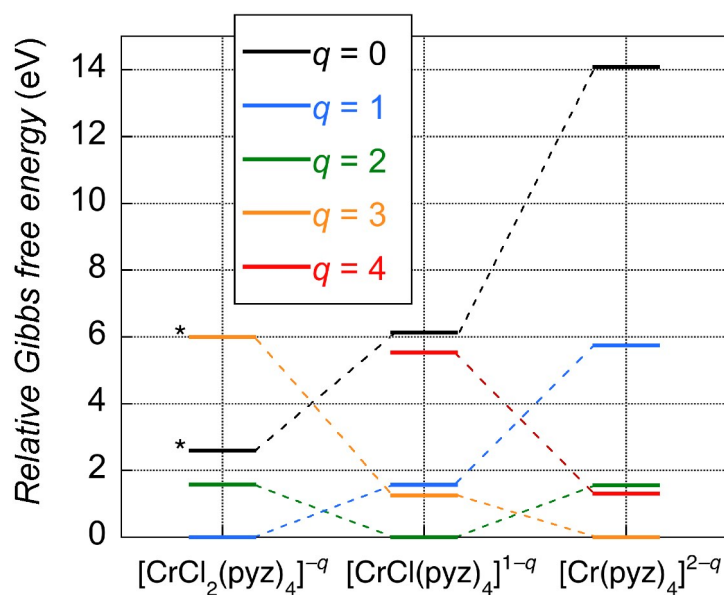 Relative Gibbs free energy (eV)
14
12
10
8
6
4
2
0
q = 0
q = 1
q = 2
q = 3
q = 4
*
*
[CrCl₂(pyz)₄]⁻q [CrCl(pyz)₄]¹⁻q [Cr(pyz)₄]²⁻q